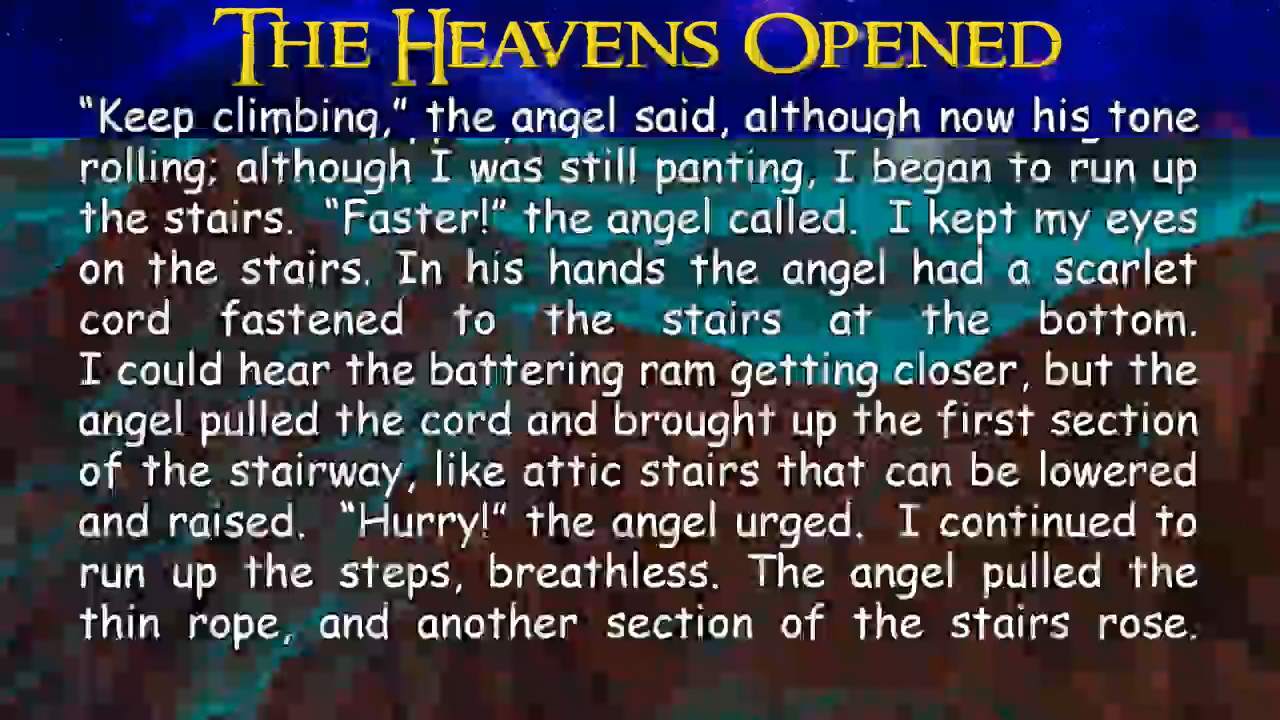 THE HEAVENS OPENED
“Keep climbing,” the angel said, although now his tone
rolling; although I was still panting, I began to run up
the stairs. “Faster!” the angel called. I kept my eyes
on the stairs. In his hands the angel had a scarlet
cord fastened to the stairs at the bottom.
I could hear the battering ram getting closer, but the
angel pulled the cord and brought up the first section
of the stairway, like attic stairs that can be lowered
and raised. “Hurry!” the angel urged. I continued to
run up the steps, breathless. The angel pulled the
thin rope, and another section of the stairs rose.